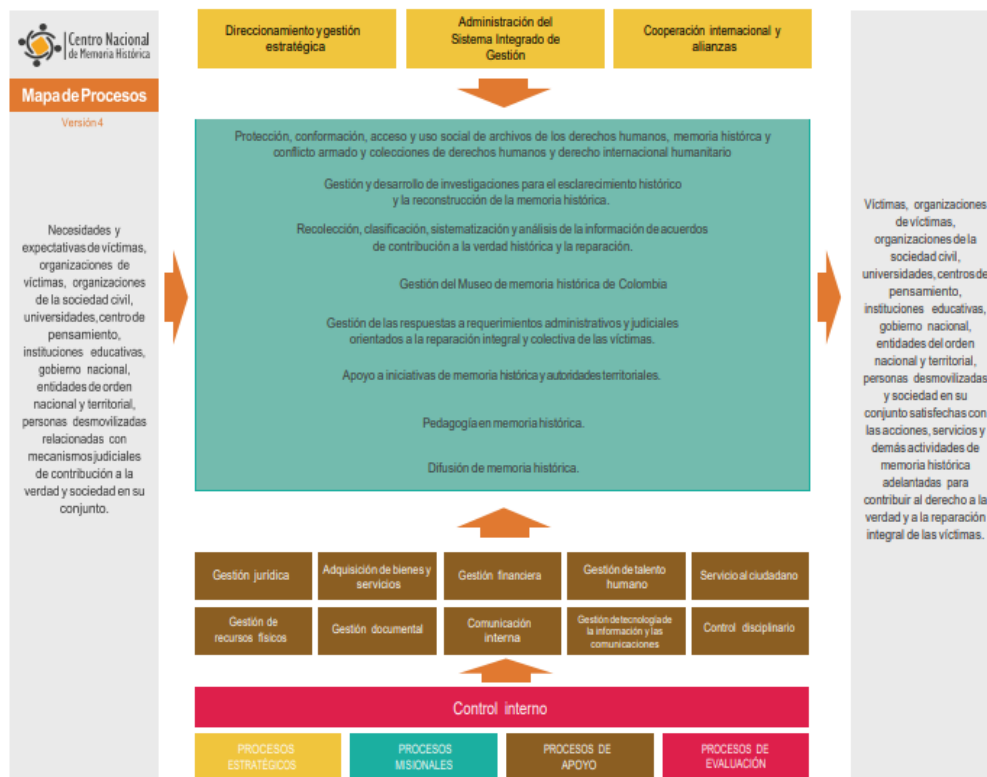 Centro Nacional
de Memoria Histórica
Mapa de Procesos
Versión 4
Necesidades y
expectativas de víctimas,
organizaciones de
víctimas, organizaciones
de la sociedad civil,
universidades, centro de
pensamiento,
instituciones educativas,
gobierno nacional,
entidades de orden
nacional y territorial,
personas desmovilizadas
relacionadas con
mecanismos judiciales
de contribución a la
verdad y sociedad en su
conjunto.
Direccionamiento y gestión
estratégica
Administración del
Sistema Integrado de
Gestión
Cooperación internacional y
alianzas
Protección, conformación, acceso y uso social de archivos de los derechos humanos, memoria histórca y
conflicto armado y colecciones de derechos humanos y derecho internacional humanitario
Gestión y desarrollo de investigaciones para el esclarecimiento histórico
y la reconstrucción de la memoria histórica.
Recolección, clasificación, sistematización y análisis de la información de acuerdos
de contribución a la verdad histórica y la reparación.
Gestión del Museo de memoria histórica de Colombia
Gestión de las respuestas a requerimientos administrativos y judiciales
orientados a la reparación integral y colectiva de las víctimas.
Apoyo a iniciativas de memoria histórica y autoridades territoriales.
Pedagogía en memoria histórica.
Difusión de memoria histórica.
Gestión jurídica
Adquisición de bienes y
servicios
Gestión financiera
Gestión de talento
humano
Servicio al ciudadano
Gestión de
recursos físicos
Gestión documental
Comunicación
interna
Gestión de tecnología de
la información y las
comunicaciones
Control disciplinario
Control interno
PROCESOS
ESTRATÉGICOS
PROCESOS
MISIONALES
PROCESOS DE
APOYO
PROCESOS DE
EVALUACIÓN
Víctimas, organizaciones
de víctimas,
organizaciones de la
sociedad civil,
universidades, centros de
pensamiento,
instituciones educativas,
gobierno nacional,
entidades del orden
nacional y territorial,
personas desmovilizadas
y sociedad en su
conjunto satisfechas con
las acciones, servicios y
demás actividades de
memoria histórica
adelantadas para
contribuir al derecho a la
verdad y a la reparación
integral de las víctimas.